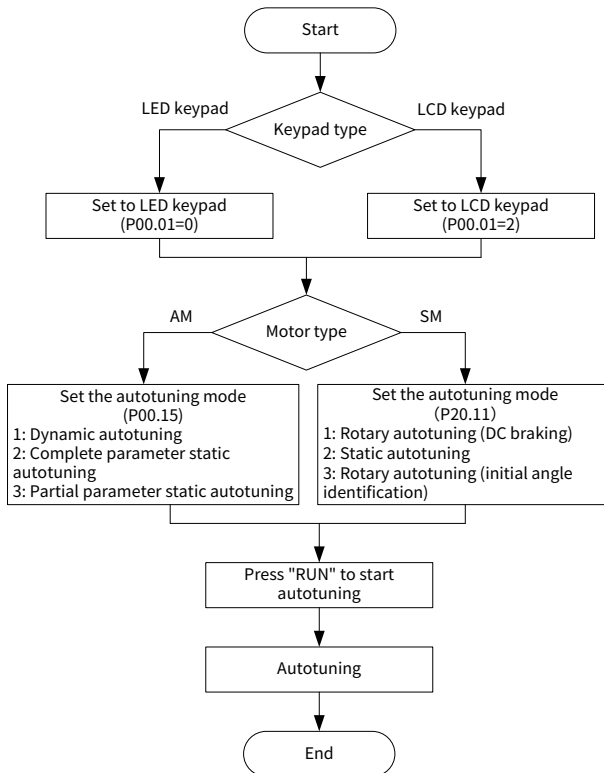 Start
LED keypad
LCD keypad
Keypad type
Set to LED keypad
(P00.01=0)
Set to LCD keypad
(P00.01=2)
AM
SM
Motor type
Set the autotuning mode
(P00.15)
1: Dynamic autotuning
2: Complete parameter static
autotuning
3: Partial parameter static autotuning
Set the autotuning mode
(P20.11)
1: Rotary autotuning (DC braking)
2: Static autotuning
3: Rotary autotuning (initial angle
identification)
Press "RUN" to start
autotuning
Autotuning
End